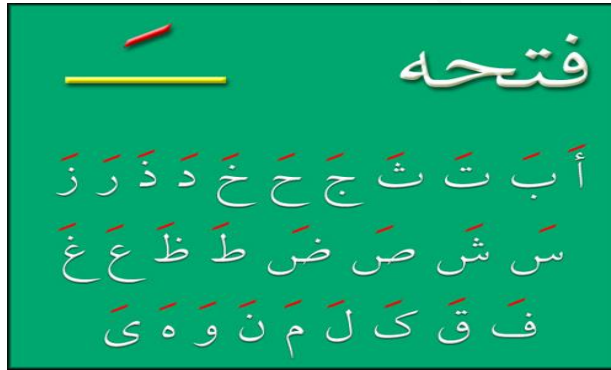 فتحه ـَ
أَ بَ تَ ثَ جَ حَ خَ دَ ذَ رَ زَ
سَ شَ صَ ضَ طَ ظَ عَ غَ
فَ قَ کَ لَ مَ نَ وَ هَ یَ